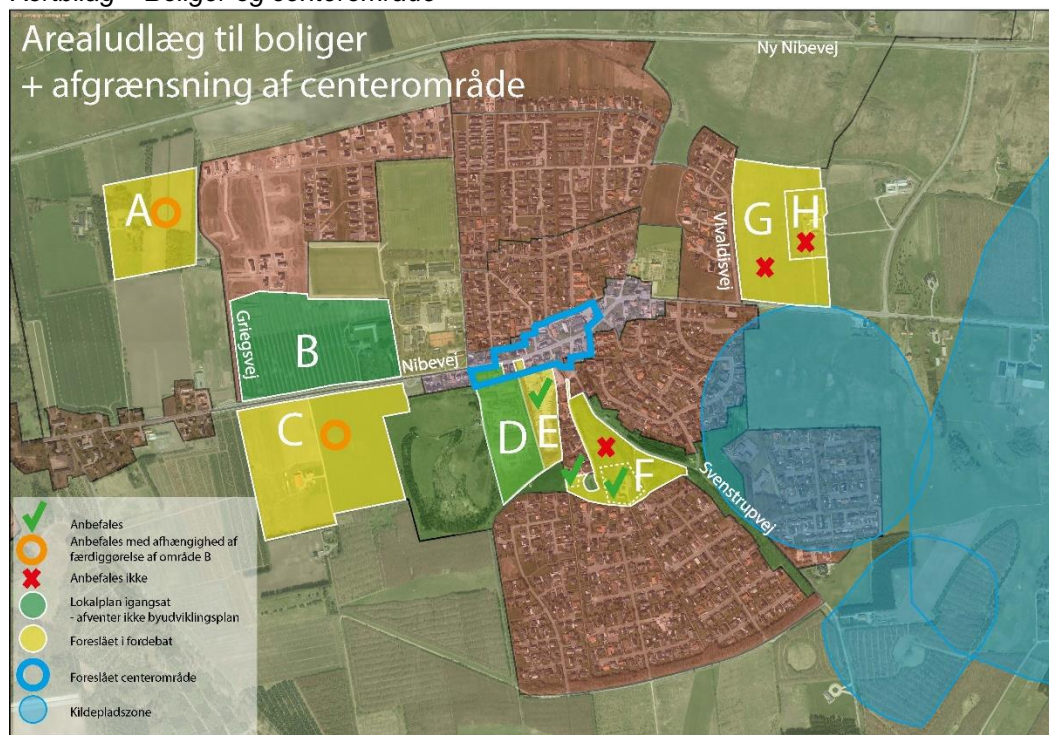 Kortbilag – Boliger og centerområde
Arealudlæg til boliger
+ afgrænsning af centerområde
Ny Nibevej
A
G
H
Vivaldisvej
Griegsvej
B
Nibevej
C
D
E
F
Svenstrupvej
Anbefales
Anbefales med afhængighed af
færdiggørelse af område B
Anbefales ikke
Lokalplan igangsat
- afventer ikke byudviklingsplan
Foreslået i fordebat
Foreslået centerområde
Kildepladszone